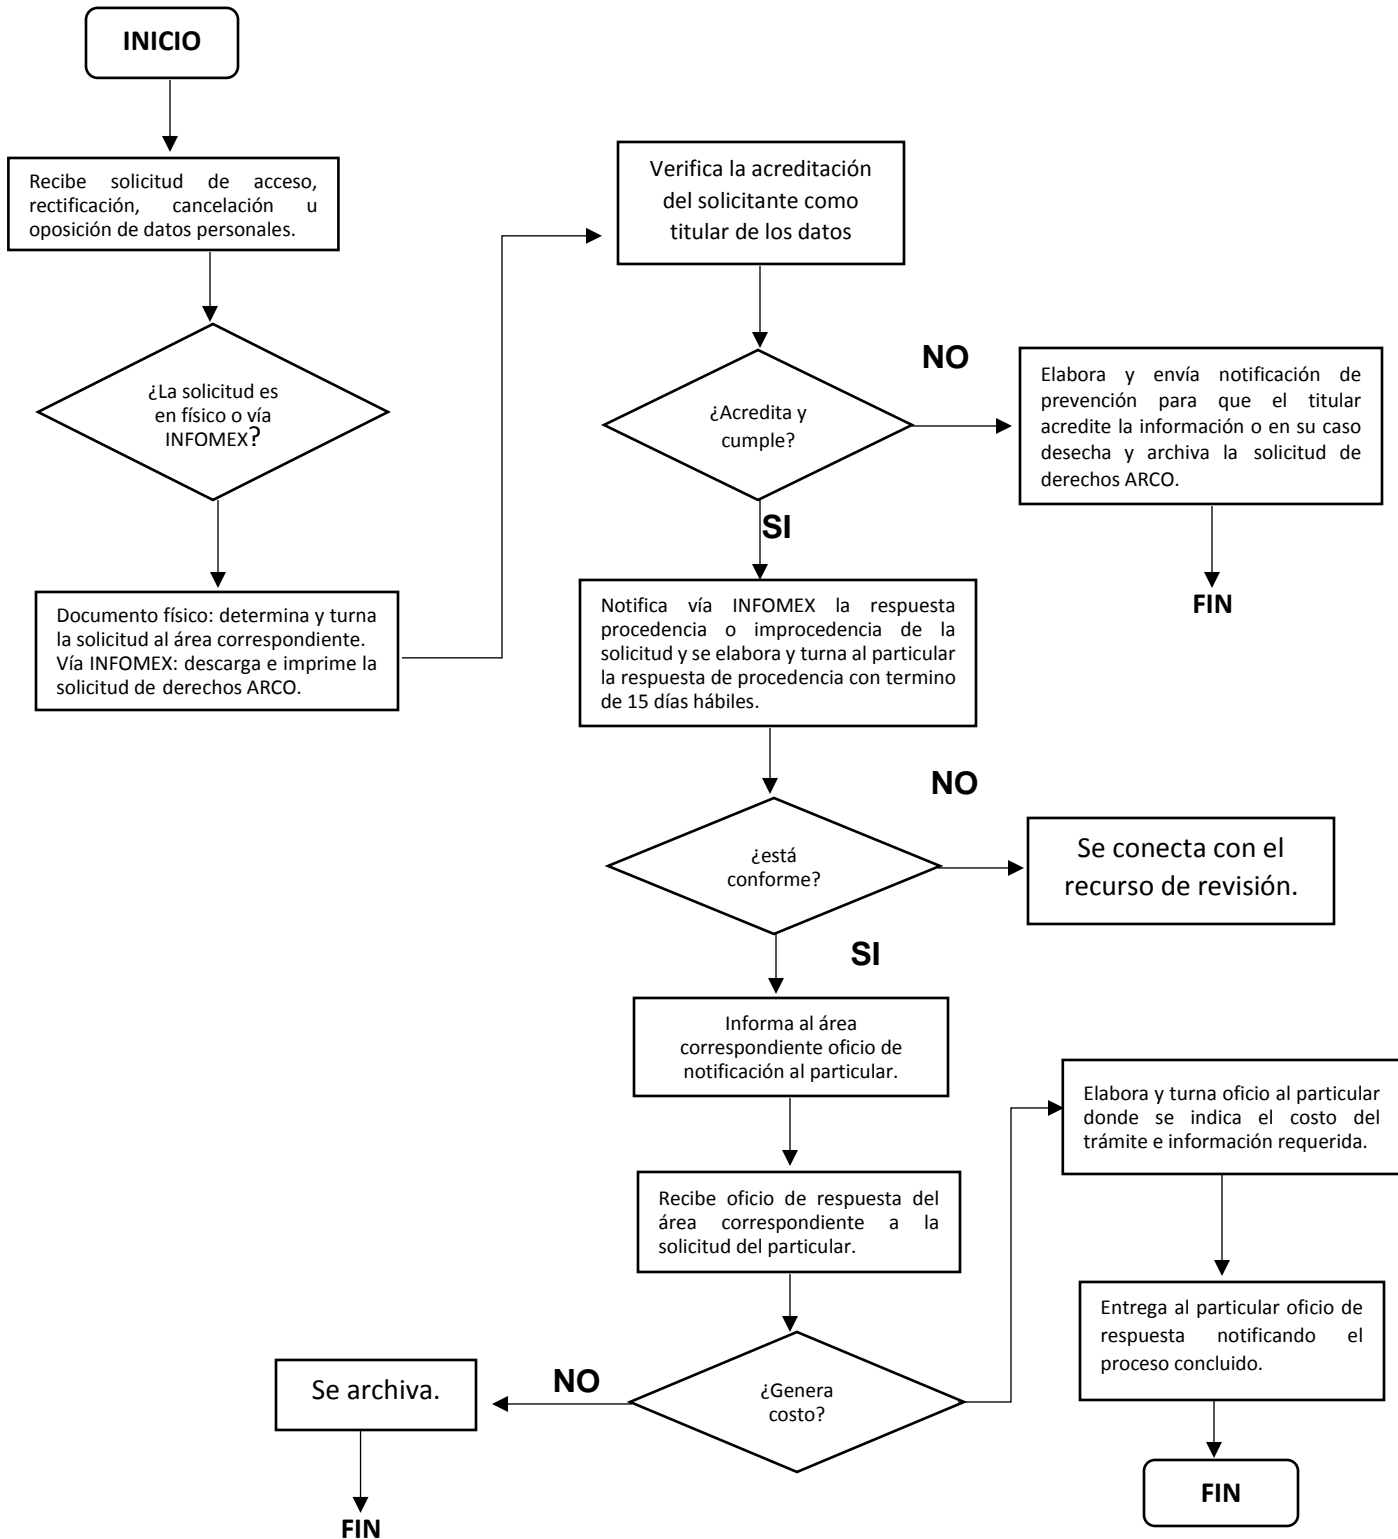 INICIO
Recibe solicitud de acceso,
rectificación, cancelación u
oposición de datos personales.
¿La solicitud es
en físico o vía
INFOMEX?
Documento físico: determina y turna
la solicitud al área correspondiente.
Vía INFOMEX: descarga e imprime la
solicitud de derechos ARCO.
Verifica la acreditación
del solicitante como
titular de los datos
¿Acredita y
cumple?
NO
Elabora y envía notificación de
prevención para que el titular
acredite la información o en su caso
desecha y archiva la solicitud de
derechos ARCO.
FIN
SI
Notifica vía INFOMEX la respuesta
procedencia o improcedencia de la
solicitud y se elabora y turna al particular
la respuesta de procedencia con termino
de 15 días hábiles.
¿está
conforme?
NO
Se conecta con el
recurso de revisión.
SI
Informa al área
correspondiente oficio de
notificación al particular.
Recibe oficio de respuesta del
área correspondiente a la
solicitud del particular.
¿Genera
costo?
NO
Se archiva.
FIN
Elabora y turna oficio al particular
donde se indica el costo del
trámite e información requerida.
Entrega al particular oficio de
respuesta notificando el
proceso concluido.
FIN